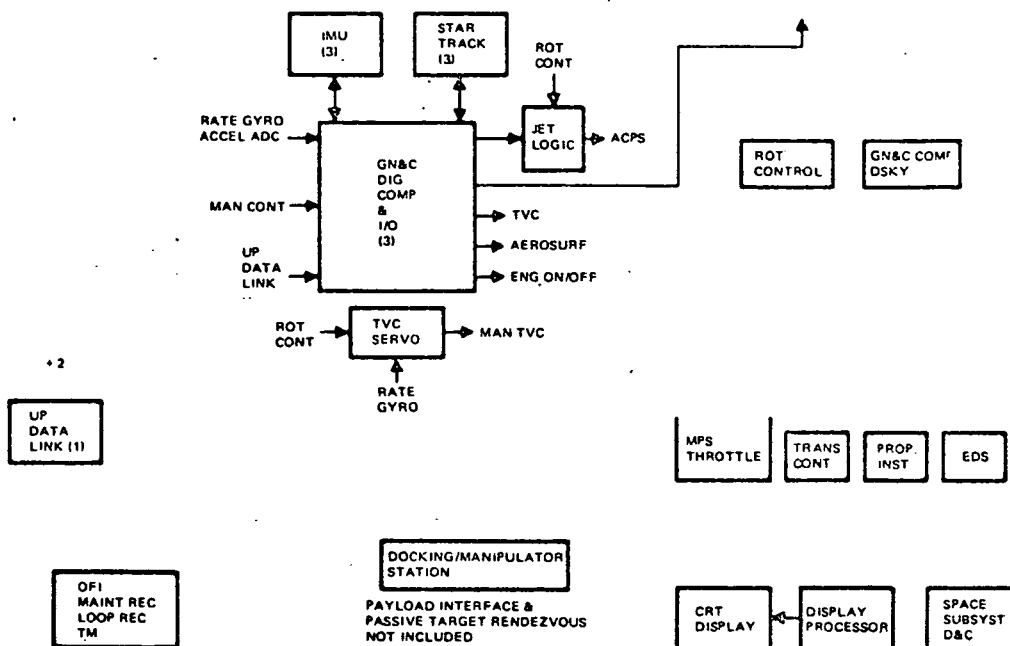 IMU
(3)
STAR
TRACK
(3)
ROT
CONT
RATE GYRO
ACCEL ADC
GN&C
DIG
COMP
&
I/O
(3)
JET
LOGIC
ACPS
ROT
CONTROL
GN&C COMP
DSKY
MAN CONT
TVC
AEROSURF
UP
DATA
LINK
ENG ON/OFF
ROT
CONT
TVC
SERVO
MAN TVC
RATE
GYRO
+2
UP
DATA
LINK (1)
MPS
THROTTLE
TRANS
CONT
PROP.
INST
EDS
OFI
MAINT REC
LOOP REC
TM
DOCKING/MANIPULATOR
STATION
PAYLOAD INTERFACE &
PASSIVE TARGET RENDEZVOUS
NOT INCLUDED
CRT
DISPLAY
DISPLAY
PROCESSOR
SPACE
SUBSYST
D&C